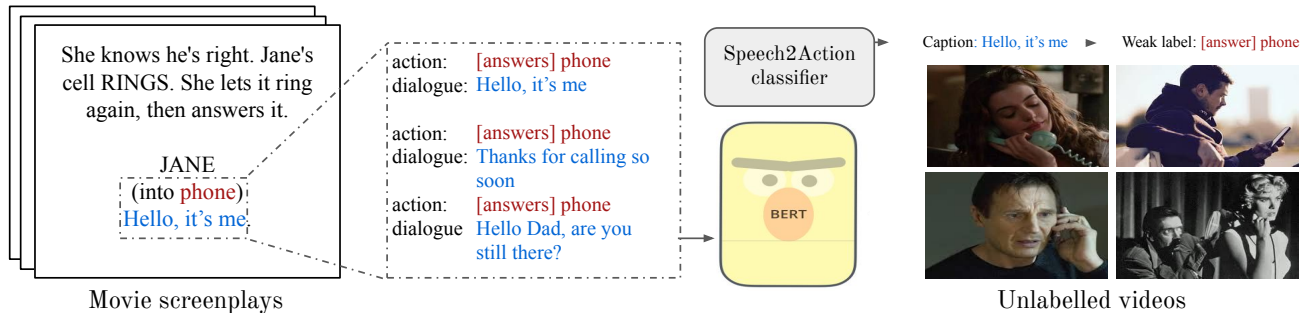 She knows he's right. Jane's
cell RINGS. She lets it ring
again, then answers it.
JANE
(into phone)
Hello, it's me.
Movie screenplays
action: [answers] phone
dialogue: Hello, it's me
action: [answers] phone
dialogue: Thanks for calling so
soon
action: [answers] phone
dialogue Hello Dad, are you
still there?
Speech2Action
classifier
BERT
Caption: Hello, it's me
Weak label: [answer] phone
Unlabelled videos